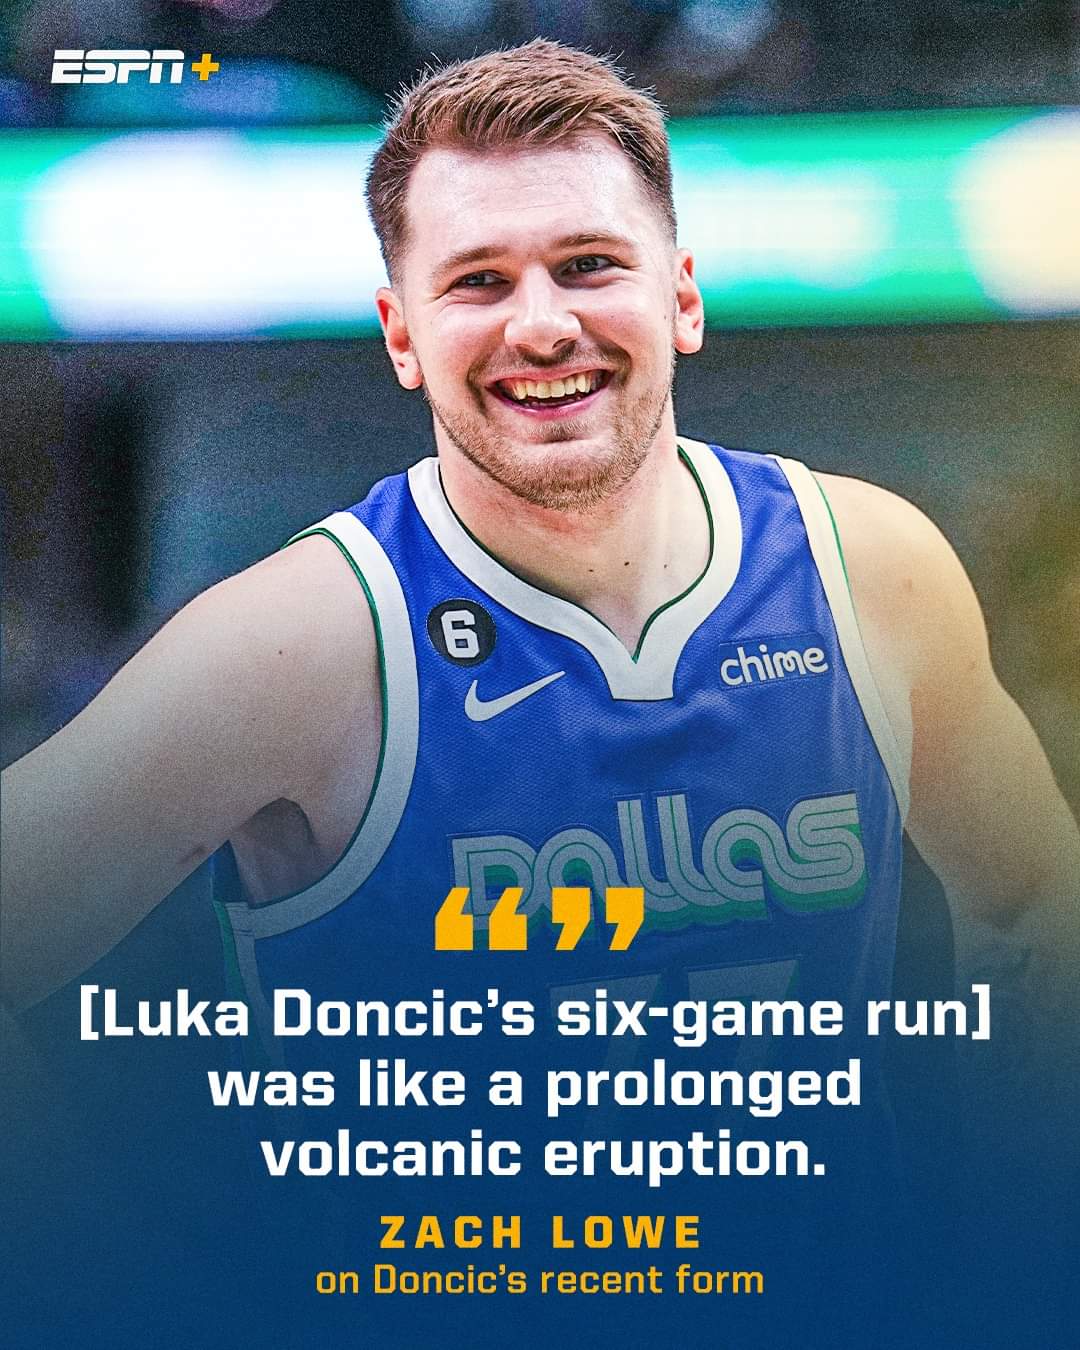 ESPN+
6
chime
Dallas
77
[Luka Doncic’s six-game run]
was like a prolonged
volcanic eruption.
ZACH LOWE
on Doncic’s recent form